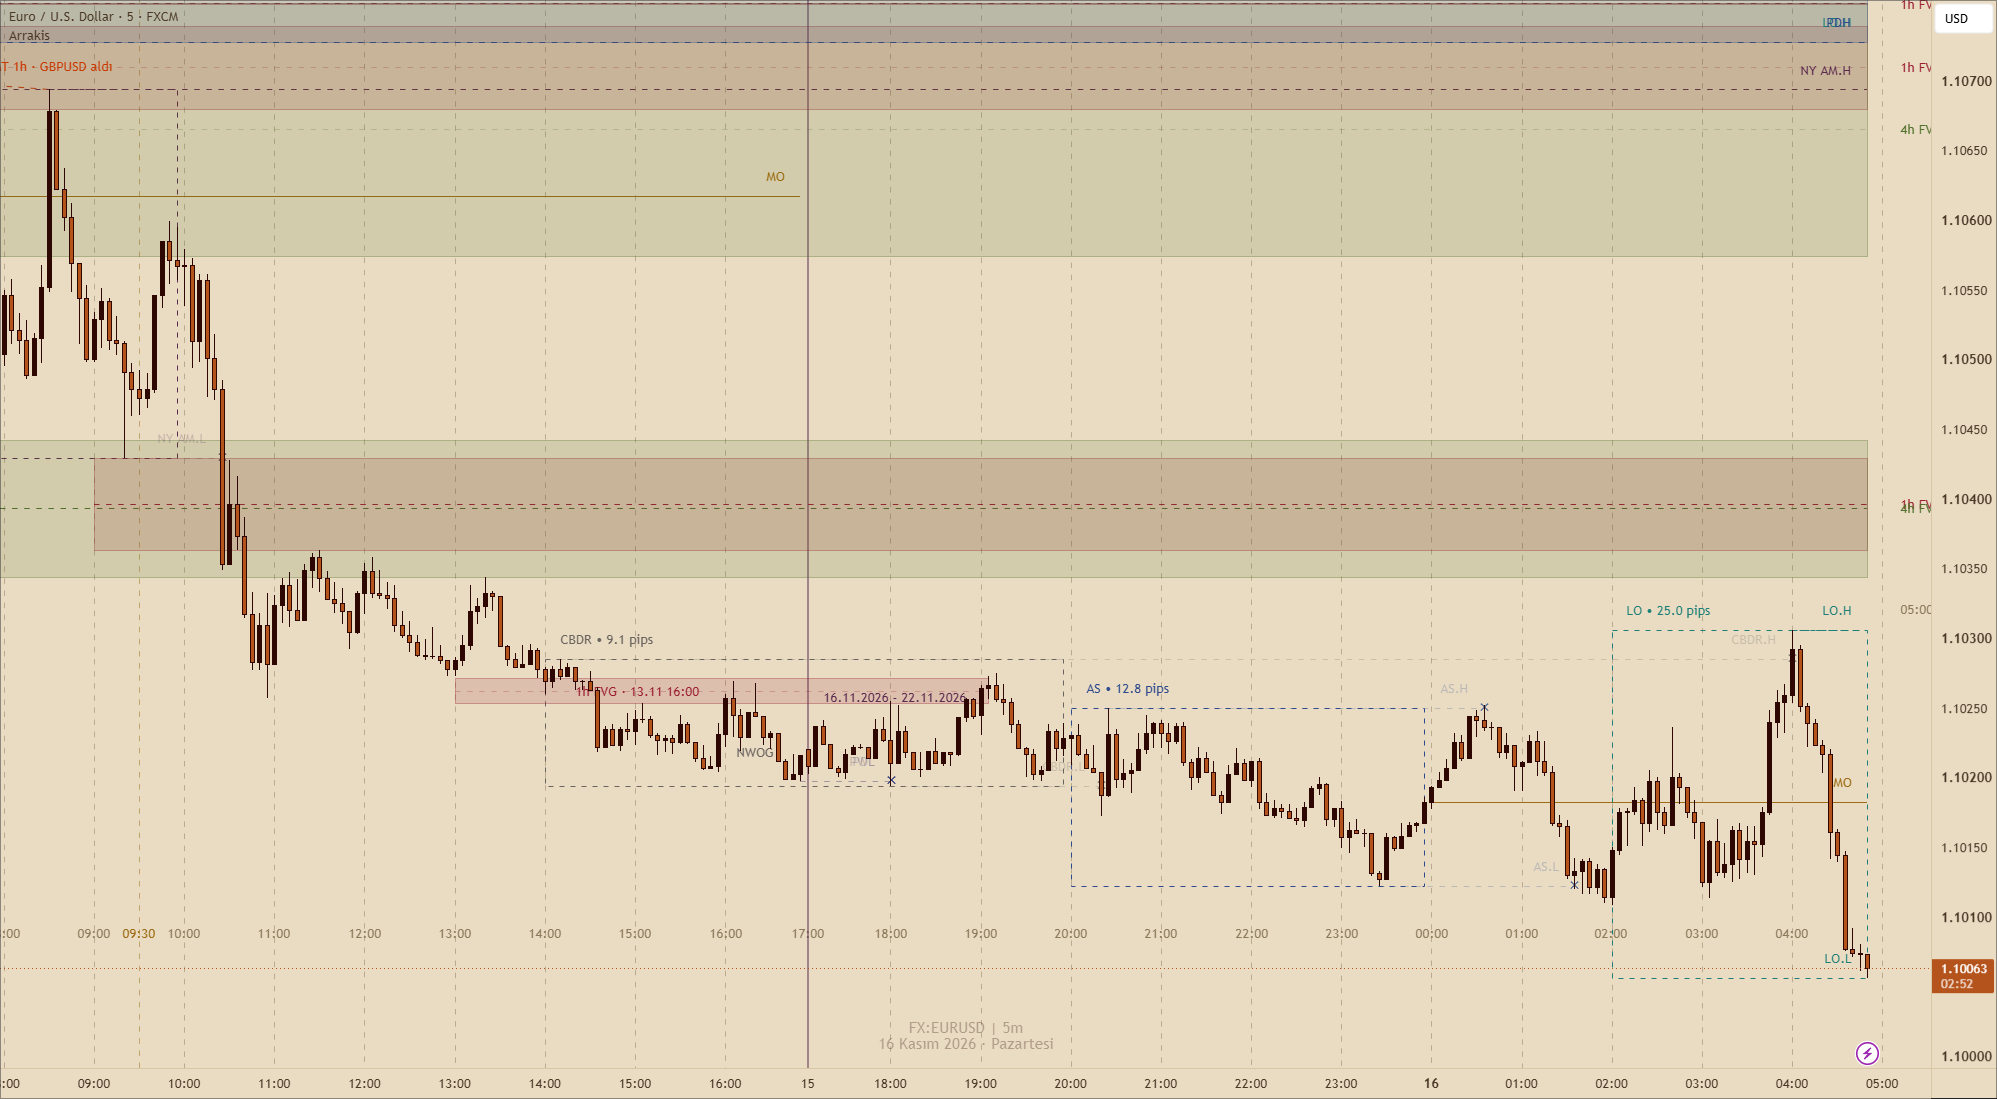 Euro / U.S. Dollar · 5 · FXCM
Arrakis
T 1h · GBPUSD aldı
1h FV
PDH
NY AM.H
1h FV
4h FV
USD
MO
NY AM.L
1h FV
4h FV
CBDR • 9.1 pips
1h FVG · 13.11 16:00
16.11.2026 - 22.11.2026
NWOG
CBDR.L
AS • 12.8 pips
AS.H
AS.L
LO • 25.0 pips
LO.H
CBDR.H
MO
LO.L
05:00
1.10700
1.10650
1.10600
1.10550
1.10500
1.10450
1.10400
1.10350
1.10300
1.10250
1.10200
1.10150
1.10100
1.10063
02:52
1.10000
:00 09:00 09:30 10:00 11:00 12:00 13:00 14:00 15:00 16:00 17:00 18:00 19:00 20:00 21:00 22:00 23:00 00:00 01:00 02:00 03:00 04:00
FX:EURUSD | 5m
16 Kasım 2026 · Pazartesi
:00 09:00 10:00 11:00 12:00 13:00 14:00 15:00 16:00 15 18:00 19:00 20:00 21:00 22:00 23:00 16 01:00 02:00 03:00 04:00 05:00